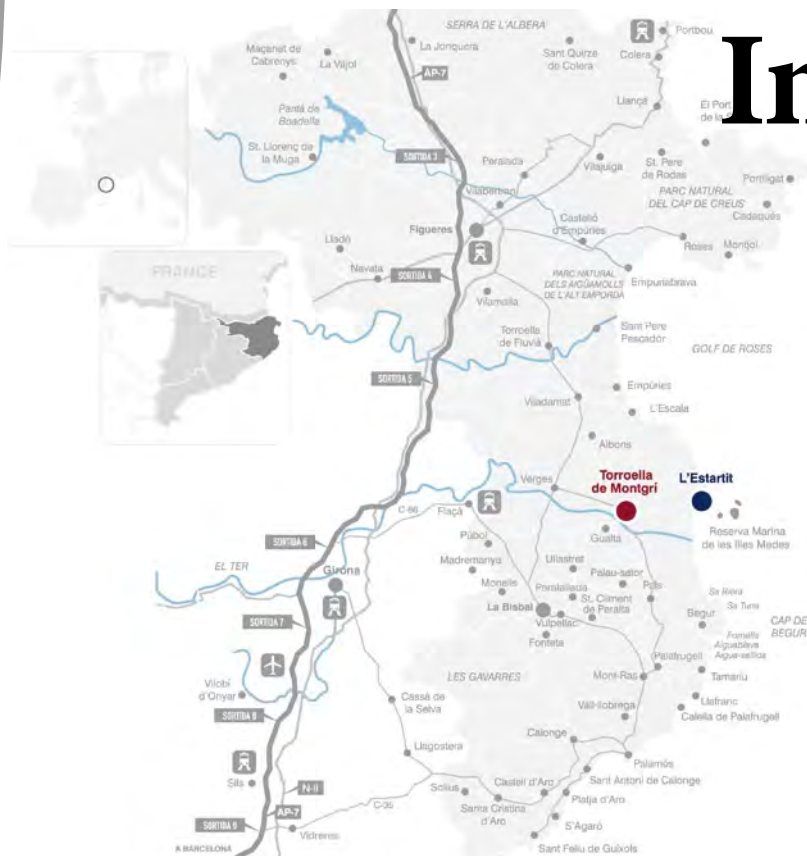 In
SERRA DE L'ALBERA
Portbou
Maçanet de
Cabrenys
La Vajol
La Jonquera
Sant Quirze
de Colera
Colera
AP-7
Pantà de
Boadella
Llançà
El Port
St. Llorenç de
la Muga
SORTIDA 3
Peralada
Vilajuïga
St. Pere
de Rodes
Portlligat
PARC NATURAL
DEL CAP DE CREUS
Vilabertran
Cadaqués
Figueres
Castelló
d'Empúries
Lladó
Roses
Montjoi
Navata
SORTIDA 4
PARC NATURAL
DELS AIGUAMOLLS
DE L'ALT EMPORDÀ
Empuriabrava
FRANCE
Vilamalla
Torroella
de Fluvià
Sant Pere
Pescador
GOLF DE ROSES
SORTIDA 5
Empúries
Viladamat
L'Escala
Albons
Verges
Torroella
de Montgrí
L'Estartit
C-66
Flaçà
Gualta
Reserva Marina
de les Illes Medes
SORTIDA 6
Púbol
EL TER
Girona
Madremanya
Ullastret
Palau-sator
Monells
Peratallada
Pals
Sa Riera
Sa Tuna
St. Climent
de Peralta
La Bisbal
Begur
SORTIDA 7
Vulpellac
Fonteta
Fornells
Aiguablava
CAP DE
BEGUR
Palafrugell
LES GAVARRES
Mont-Ras
Tamariu
Vilobí
d'Onyar
Cassà de
la Selva
Llafranc
Vall-llobrega
Calella de Palafrugell
SORTIDA 8
Calonge
Llagostera
Palamós
Sils
N-II
Solius
Castell d'Aro
Sant Antoni de Calonge
AP-7
C-35
Santa Cristina
d'Aro
Platja d'Aro
SORTIDA 9
Vidreres
S'Agaró
A BARCELONA
Sant Feliu de Guíxols